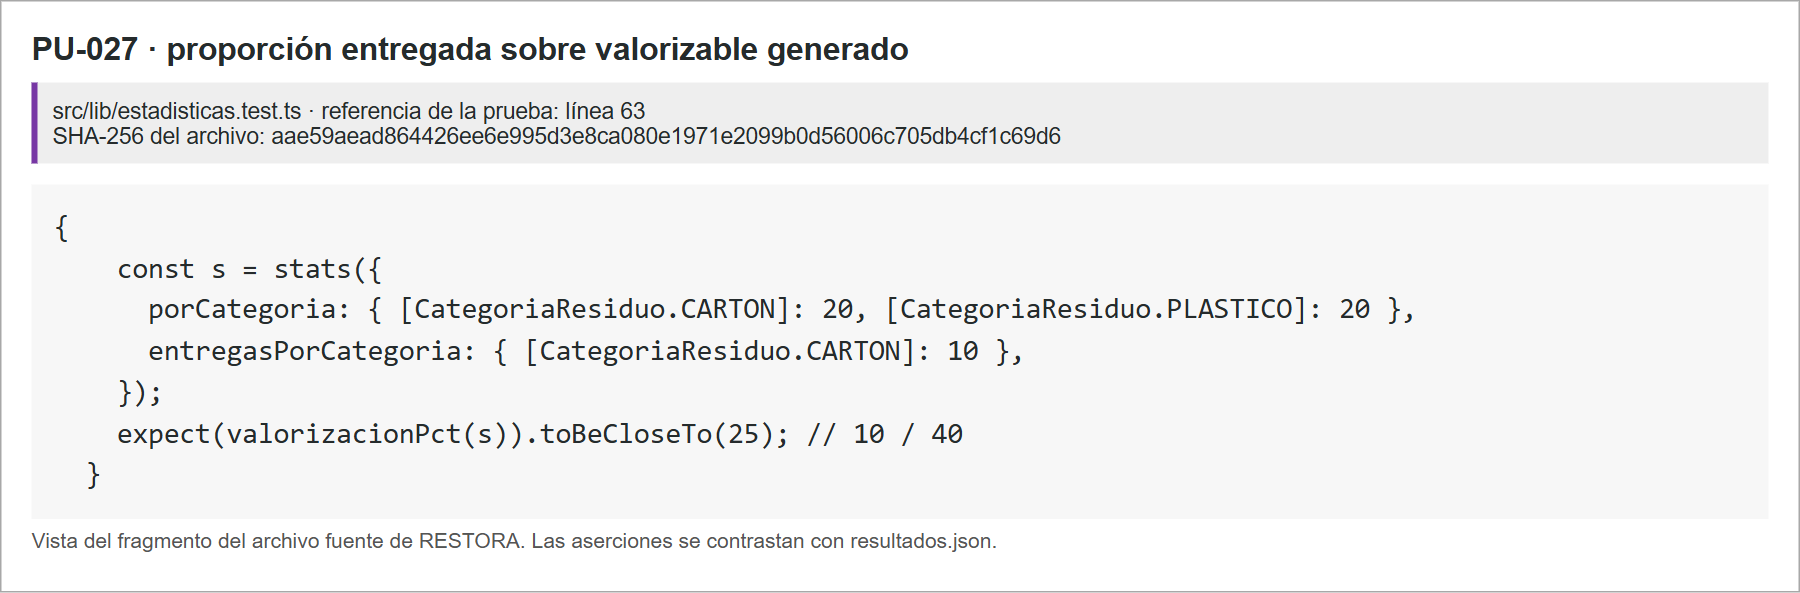 PU-027 · proporción entregada sobre valorizable generado
src/lib/estadisticas.test.ts · referencia de la prueba: línea 63
SHA-256 del archivo: aae59aead864426ee6e995d3e8ca080e1971e2099b0d56006c705db4cf1c69d6
{
    const s = stats({
      porCategoria: { [CategoriaResiduo.CARTON]: 20, [CategoriaResiduo.PLASTICO]: 20 },
      entregasPorCategoria: { [CategoriaResiduo.CARTON]: 10 },
    });
    expect(valorizacionPct(s)).toBeCloseTo(25); // 10 / 40
  }
Vista del fragmento del archivo fuente de RESTORA. Las aserciones se contrastan con resultados.json.